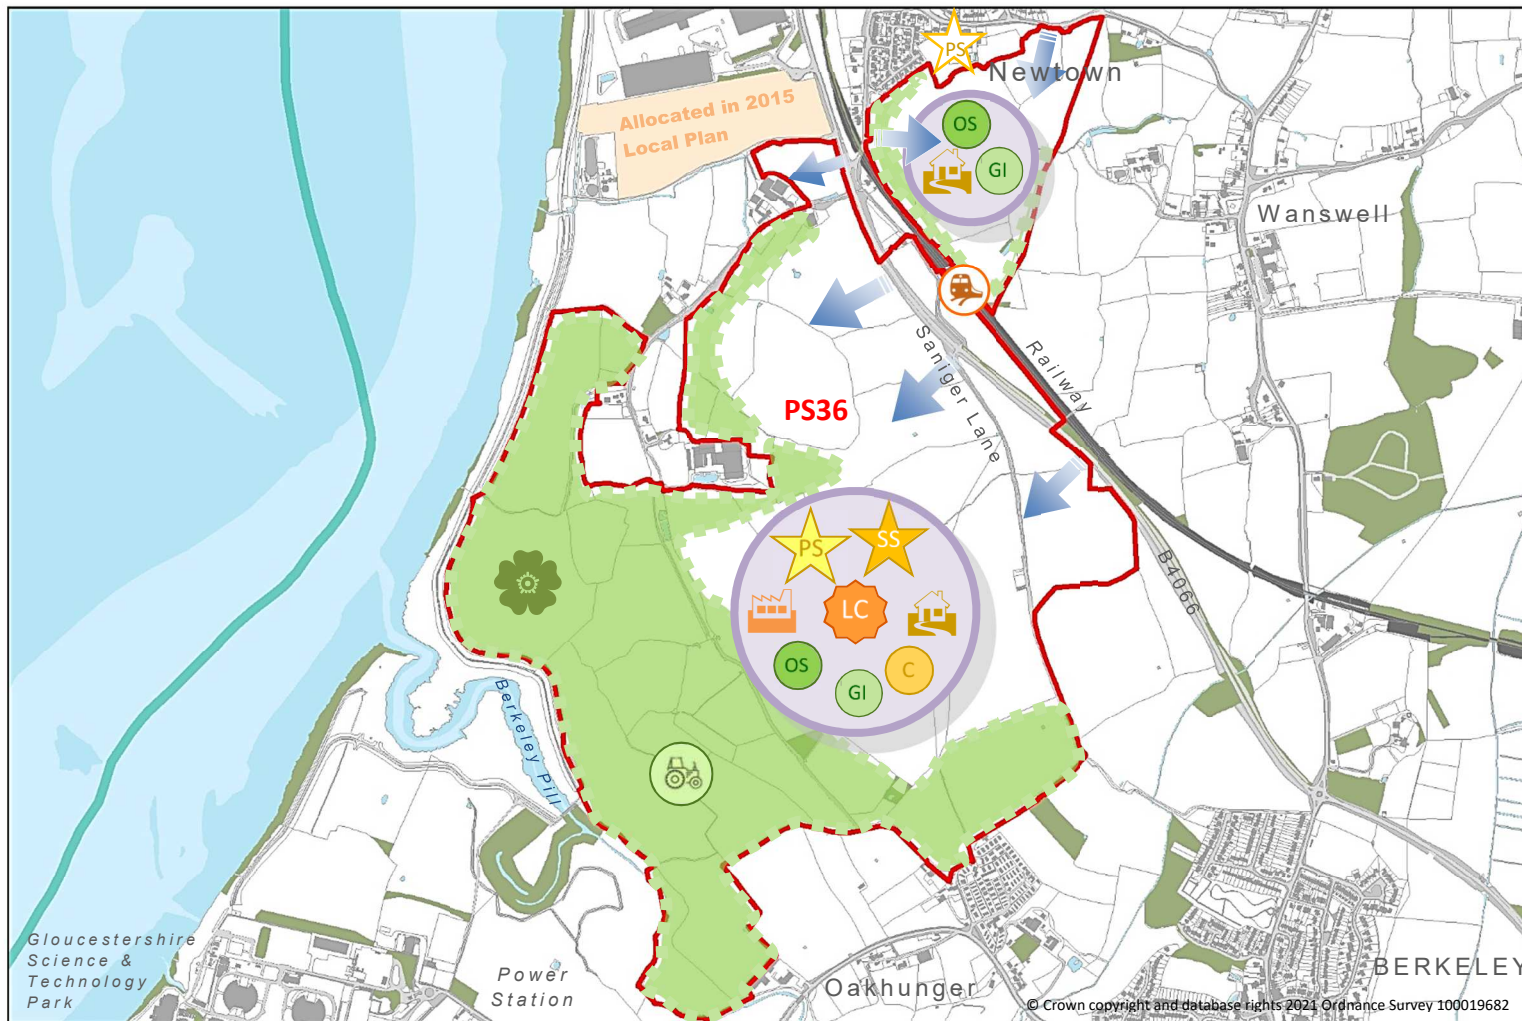 PS
Newtown
Allocated in 2015
Local Plan
OS
GI
Wanswell
Saniger Lane
Railway
PS36
PS
SS
LC
OS
GI
C
B4066
Berkeley Pill
Gloucestershire
Science &
Technology
Park
Power
Station
Oakhunger
BERKELEY
© Crown copyright and database rights 2021 Ordnance Survey 100019682